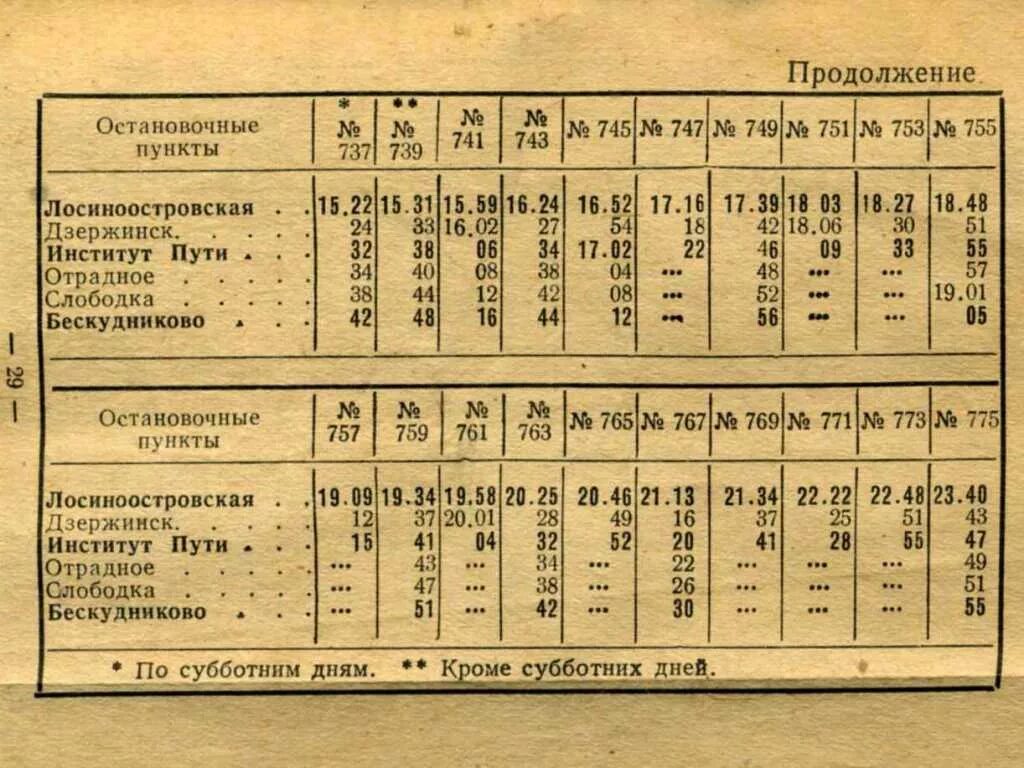 Продолжение
Остановочные пункты | * № 737 | ** № 739 | № 741 | № 743 | № 745 | № 747 | № 749 | № 751 | № 753 | № 755
Лосиноостровская . . 15.22 15.31 15.59 16.24 16.52 17.16 17.39 18 03 18.27 18.48
Дзержинск. . . . . . 24 33 16.02 27 54 18 42 18.06 30 51
Институт Пути . . . 32 38 06 34 17.02 22 46 09 33 55
Отрадное . . . . . . 34 40 08 38 04 ... 48 ... ... 57
Слободка . . . . . . 38 44 12 42 08 ... 52 ... ... 19.01
Бескудниково . . . 42 48 16 44 12 ... 56 ... ... 05
— 29 —
Остановочные пункты | № 757 | № 759 | № 761 | № 763 | № 765 | № 767 | № 769 | № 771 | № 773 | № 775
Лосиноостровская . . 19.09 19.34 19.58 20.25 20.46 21.13 21.34 22.22 22.48 23.40
Дзержинск. . . . . . 12 37 20.01 28 49 16 37 25 51 43
Институт Пути . . . 15 41 04 32 52 20 41 28 55 47
Отрадное . . . . . . ... 43 ... 34 ... 22 ... ... ... 49
Слободка . . . . . . ... 47 ... 38 ... 26 ... ... ... 51
Бескудниково . . . ... 51 ... 42 ... 30 ... ... ... 55
* По субботним дням. ** Кроме субботних дней.